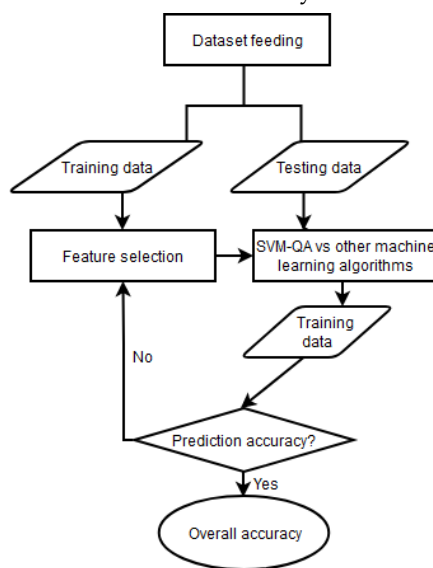 Dataset feeding
Training data
Testing data
Feature selection
SVM-QA vs other machine
learning algorithms
Training
data
No
Prediction accuracy?
Yes
Overall accuracy